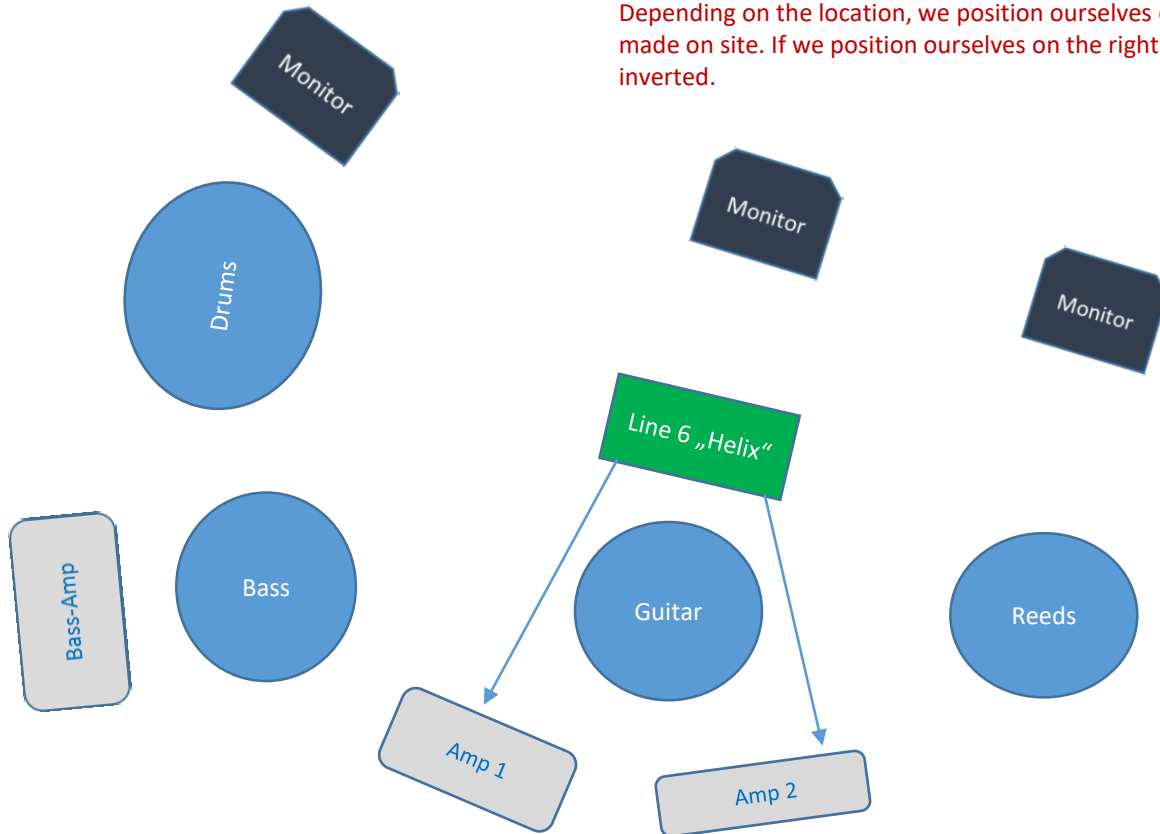 Depending on the location, we position ourselves
made on site. If we position ourselves on the right
inverted.
Monitor
Monitor
Drums
Monitor
Line 6 „Helix“
Bass-Amp
Bass
Guitar
Reeds
Amp 1
Amp 2